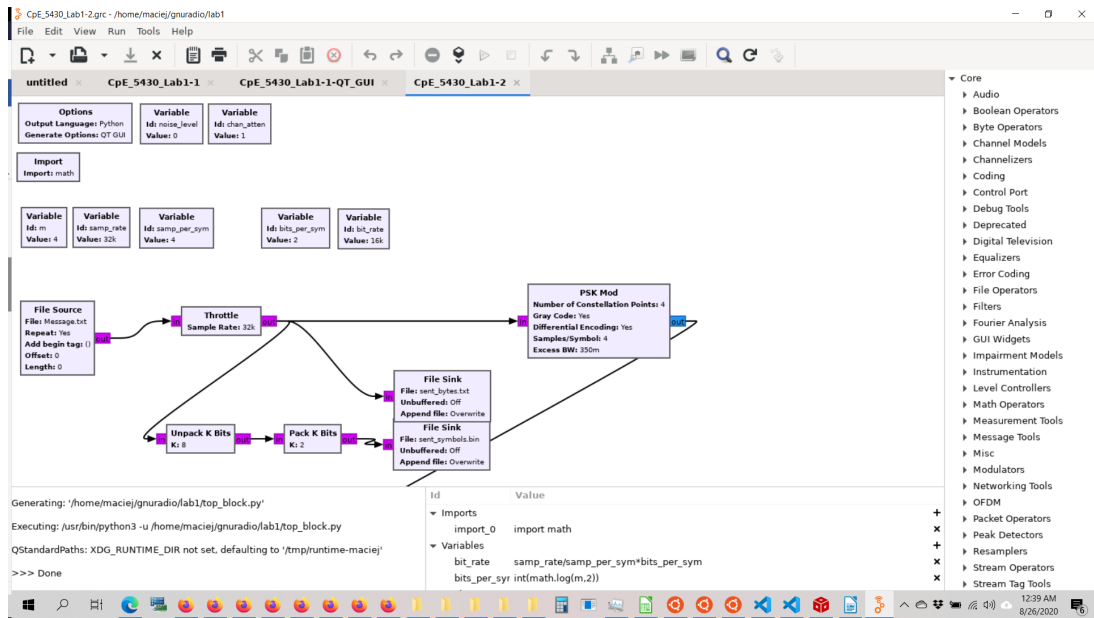 CpE_5430_Lab1-2.grc - /home/maciej/gnuradio/lab1
File Edit View Run Tools Help
untitled × CpE_5430_Lab1-1 × CpE_5430_Lab1-1-QT_GUI × CpE_5430_Lab1-2 ×
Options
Output Language: Python
Generate Options: QT GUI
Variable
Id: noise_level
Value: 0
Variable
Id: chan_atten
Value: 1
Import
Import: math
Variable
Id: m
Value: 4
Variable
Id: samp_rate
Value: 32k
Variable
Id: samp_per_sym
Value: 4
Variable
Id: bits_per_sym
Value: 2
Variable
Id: bit_rate
Value: 16k
File Source
File: Message.txt
Repeat: Yes
Add begin tag: ()
Offset: 0
Length: 0
out
in
Throttle
Sample Rate: 32k
out
in
PSK Mod
Number of Constellation Points: 4
Gray Code: Yes
Differential Encoding: Yes
Samples/Symbol: 4
Excess BW: 350m
out
in
File Sink
File: sent_bytes.txt
Unbuffered: Off
Append file: Overwrite
in
Unpack K Bits
K: 8
out
in
Pack K Bits
K: 2
out
in
File Sink
File: sent_symbols.bin
Unbuffered: Off
Append file: Overwrite
Core
Audio
Boolean Operators
Byte Operators
Channel Models
Channelizers
Coding
Control Port
Debug Tools
Deprecated
Digital Television
Equalizers
Error Coding
File Operators
Filters
Fourier Analysis
GUI Widgets
Impairment Models
Instrumentation
Level Controllers
Math Operators
Measurement Tools
Message Tools
Misc
Modulators
Networking Tools
OFDM
Packet Operators
Peak Detectors
Resamplers
Stream Operators
Stream Tag Tools
Generating: '/home/maciej/gnuradio/lab1/top_block.py'
Executing: /usr/bin/python3 -u /home/maciej/gnuradio/lab1/top_block.py
QStandardPaths: XDG_RUNTIME_DIR not set, defaulting to '/tmp/runtime-maciej'
>>> Done
Id Value
Imports +
import_0 import math ×
Variables +
bit_rate samp_rate/samp_per_sym*bits_per_sym ×
bits_per_syr int(math.log(m,2)) ×
12:39 AM
8/26/2020
6